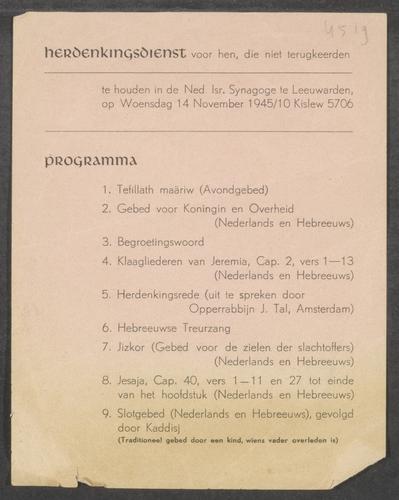 4519
HERDENKINGSDIENST voor hen, die niet terugkeerden
te houden in de Ned. Isr. Synagoge te Leeuwarden,
op Woensdag 14 November 1945/10 Kislew 5706
PROGRAMMA
1. Tefillath maäriw (Avondgebed)
2. Gebed voor Koningin en Overheid
(Nederlands en Hebreeuws)
3. Begroetingswoord
4. Klaagliederen van Jeremia, Cap. 2, vers 1—13
(Nederlands en Hebreeuws)
5. Herdenkingsrede (uit te spreken door
Opperrabbijn J. Tal, Amsterdam)
6. Hebreeuwse Treurzang
7. Jizkor (Gebed voor de zielen der slachtoffers)
(Nederlands en Hebreeuws)
8. Jesaja, Cap. 40, vers 1—11 en 27 tot einde
van het hoofdstuk (Nederlands en Hebreeuws)
9. Slotgebed (Nederlands en Hebreeuws), gevolgd
door Kaddisj
(Traditioneel gebed door een kind, wiens vader overleden is)